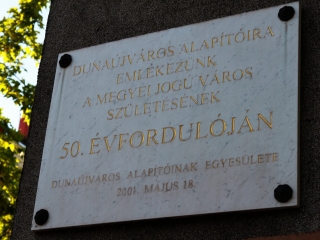 DUNAÚJVÁROS ALAPÍTÓIRA
EMLÉKEZÜNK
A MEGYEI JOGÚ VÁROS
SZÜLETÉSÉNEK
50. ÉVFORDULÓJÁN
DUNAÚJVÁROS ALAPÍTÓINAK EGYESÜLETE
2001. MÁJUS 18.